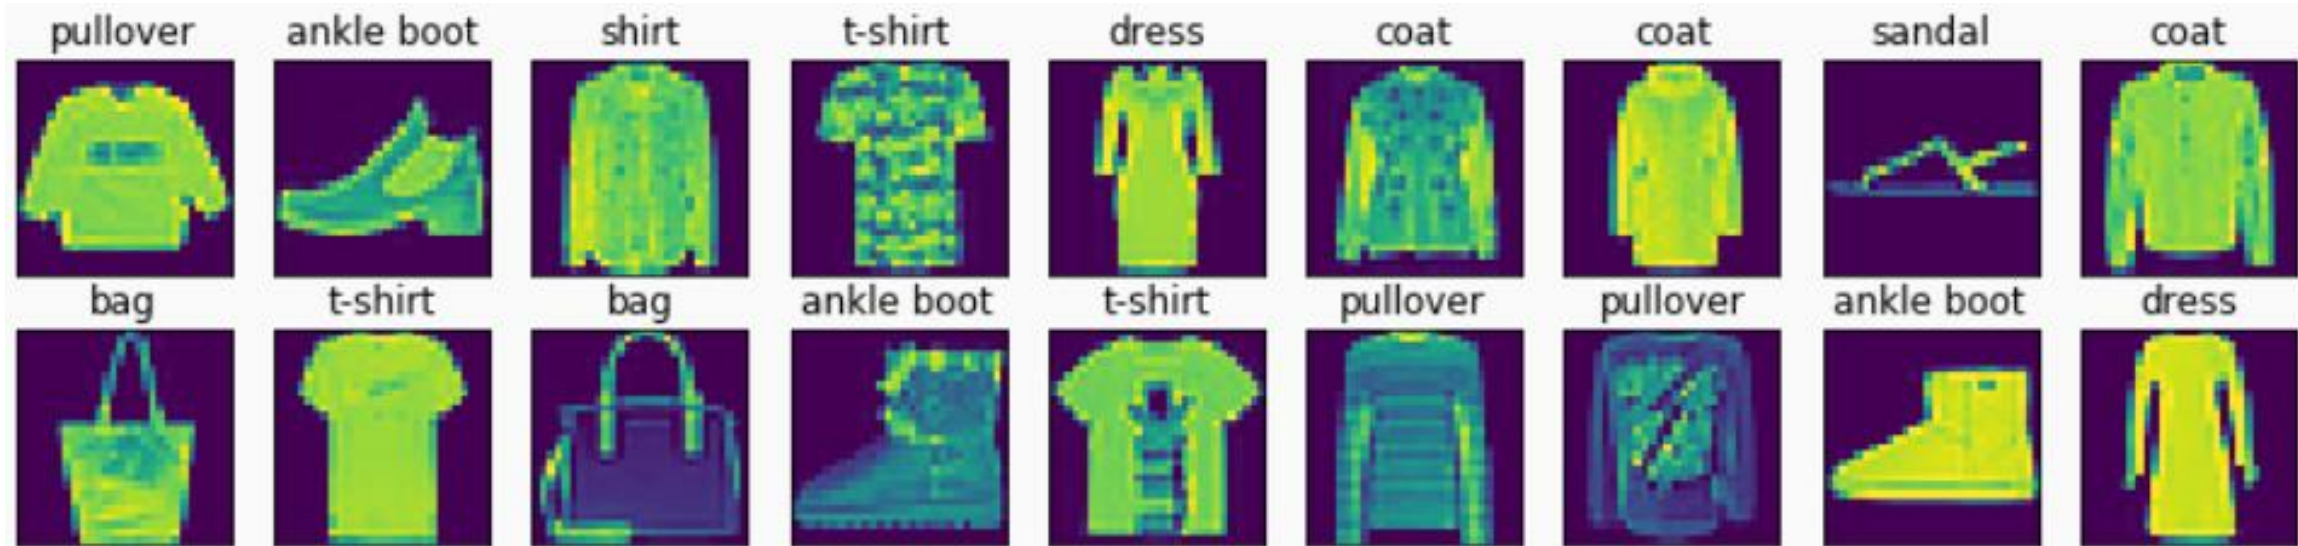 pullover ankle boot shirt t-shirt dress coat coat sandal coat
bag t-shirt bag ankle boot t-shirt pullover pullover ankle boot dress